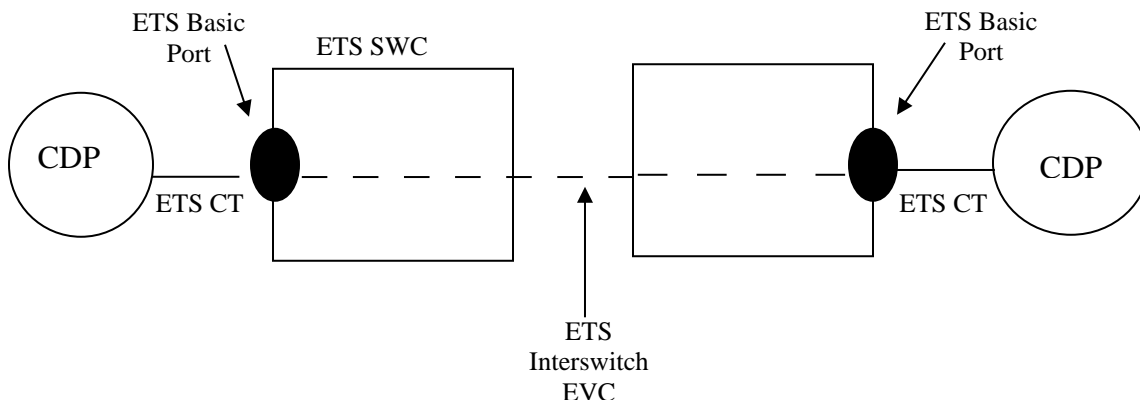 ETS Basic
Port
ETS SWC
ETS Basic
Port
CDP
ETS CT
ETS CT
CDP
ETS
Interswitch
EVC